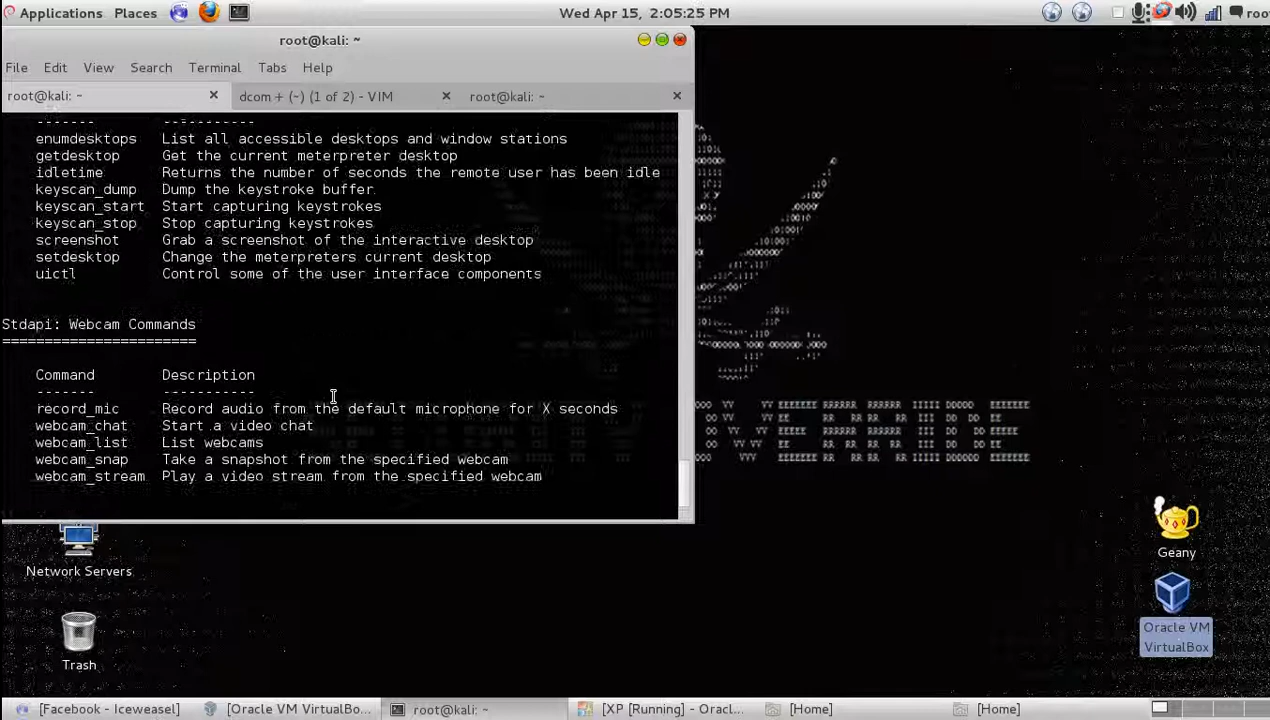 Applications Places Wed Apr 15, 2:05:25 PM root
root@kali: ~
File Edit View Search Terminal Tabs Help
root@kali: ~ dcom + (~) (1 of 2) - VIM root@kali: ~
------- -----------
enumdesktops List all accessible desktops and window stations
getdesktop Get the current meterpreter desktop
idletime Returns the number of seconds the remote user has been idle
keyscan_dump Dump the keystroke buffer
keyscan_start Start capturing keystrokes
keyscan_stop Stop capturing keystrokes
screenshot Grab a screenshot of the interactive desktop
setdesktop Change the meterpreters current desktop
uictl Control some of the user interface components
Stdapi: Webcam Commands
=======================
Command Description
------- -----------
record_mic Record audio from the default microphone for X seconds
webcam_chat Start a video chat
webcam_list List webcams
webcam_snap Take a snapshot from the specified webcam
webcam_stream Play a video stream from the specified webcam
Geany
Oracle VM
VirtualBox
Network Servers
Trash
[Facebook - Iceweasel] [Oracle VM VirtualBo... root@kali: ~ [XP [Running] - Oracl... [Home] [Home]